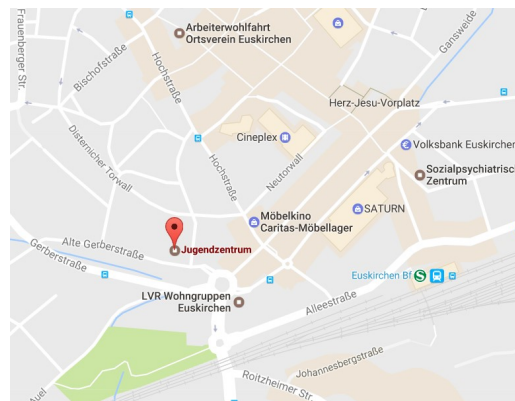 Frauenberger Str.
Arbeiterwohlfahrt
Ortsverein Euskirchen
Gansweide
Bischofstraße
Hochstraße
Herz-Jesu-Vorplatz
Disternicher Torwall
Cineplex
Volksbank Euskirchen
Neutorwall
Hochstraße
Sozialpsychiatrisc
Zentrum
Möbelkino
Caritas-Möbellager
SATURN
Alte Gerberstraße
Jugendzentrum
Gerberstraße
Euskirchen Bf
S
LVR Wohngruppen
Euskirchen
Alleestraße
Johannesbergstraße
Auel
Roitzheimer Str.